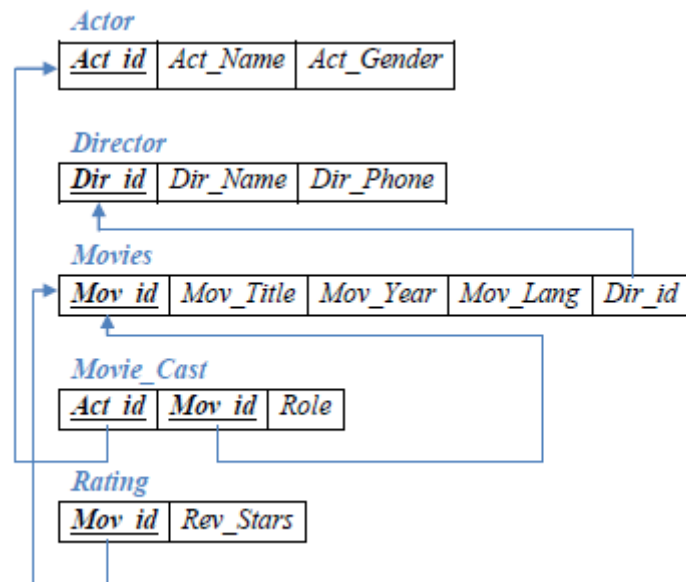 Actor
Act_id Act_Name Act_Gender
Director
Dir_id Dir_Name Dir_Phone
Movies
Mov_id Mov_Title Mov_Year Mov_Lang Dir_id
Movie_Cast
Act_id Mov_id Role
Rating
Mov_id Rev_Stars